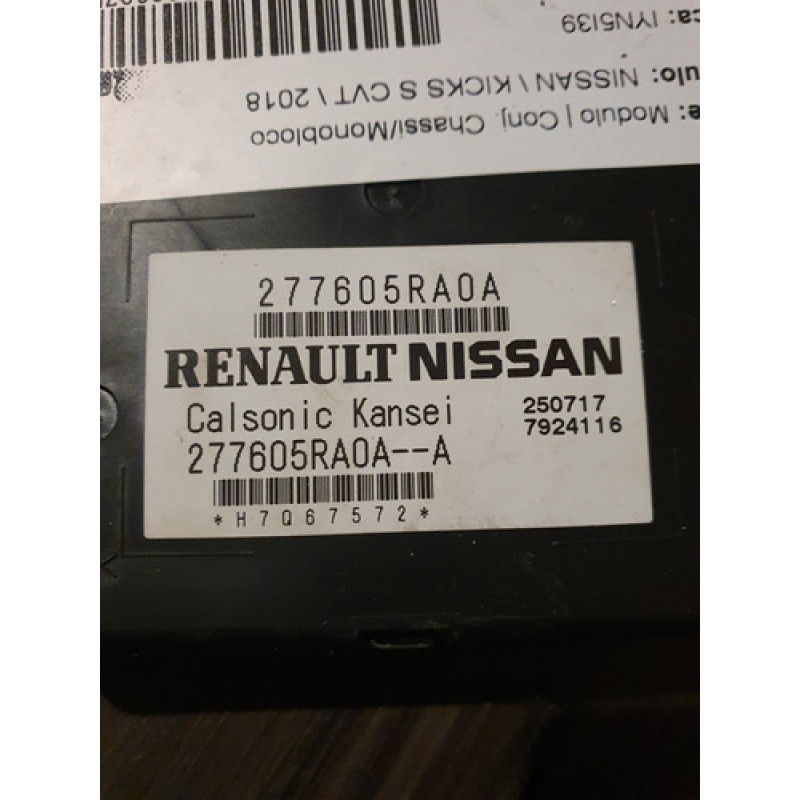 277605RA0A
RENAULT NISSAN
Calsonic Kansei 250717
277605RA0A--A 7924116
*H7Q67572*
e: Modulo | Conj. Chassi/Monobloco
ulo: NISSAN \ KICKS S CVT \ 2018
ca: IYN5I39